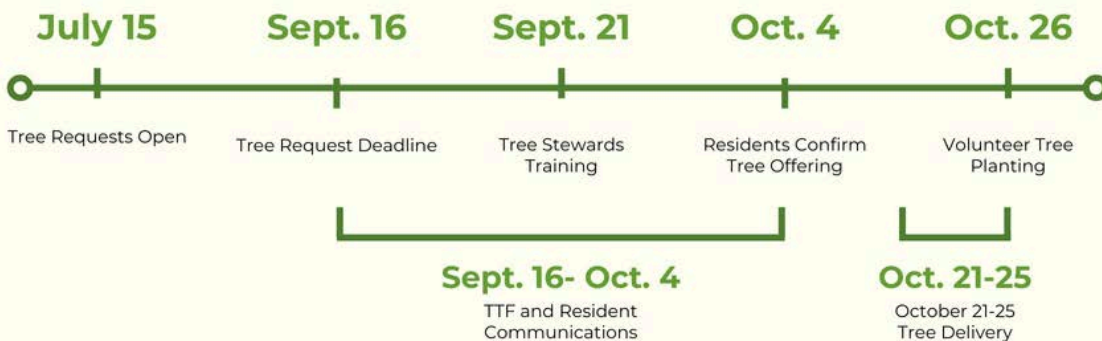 July 15
Sept. 16
Sept. 21
Oct. 4
Oct. 26
Tree Requests Open
Tree Request Deadline
Tree Stewards
Training
Residents Confirm
Tree Offering
Volunteer Tree
Planting
Sept. 16- Oct. 4
TTF and Resident
Communications
Oct. 21-25
October 21-25
Tree Delivery